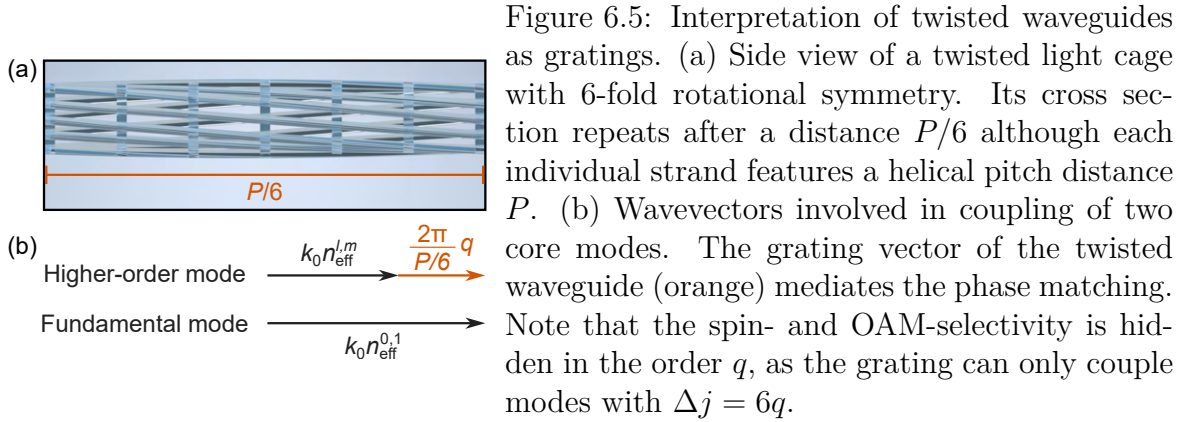 (a)
P/6
(b)
Higher-order mode
k₀n_eff^{l,m}
2π
P/6
q
Fundamental mode
k₀n_eff^{0,1}
Figure 6.5: Interpretation of twisted waveguides
as gratings. (a) Side view of a twisted light cage
with 6-fold rotational symmetry. Its cross sec-
tion repeats after a distance P/6 although each
individual strand features a helical pitch distance
P. (b) Wavevectors involved in coupling of two
core modes. The grating vector of the twisted
waveguide (orange) mediates the phase matching.
Note that the spin- and OAM-selectivity is hid-
den in the order q, as the grating can only couple
modes with Δj = 6q.